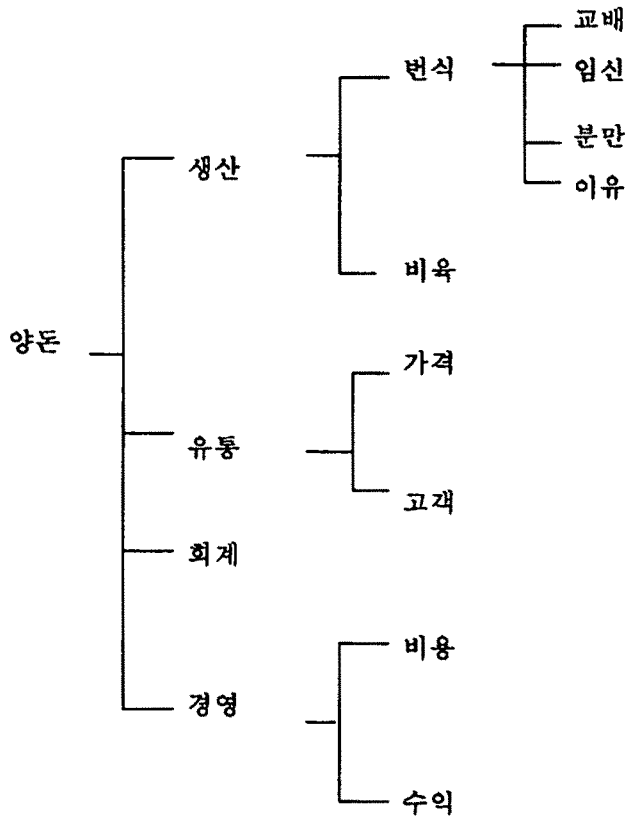 교배
번식
임신
분만
생산
이유
비육
양돈
가격
유통
고객
회계
비용
경영
수익